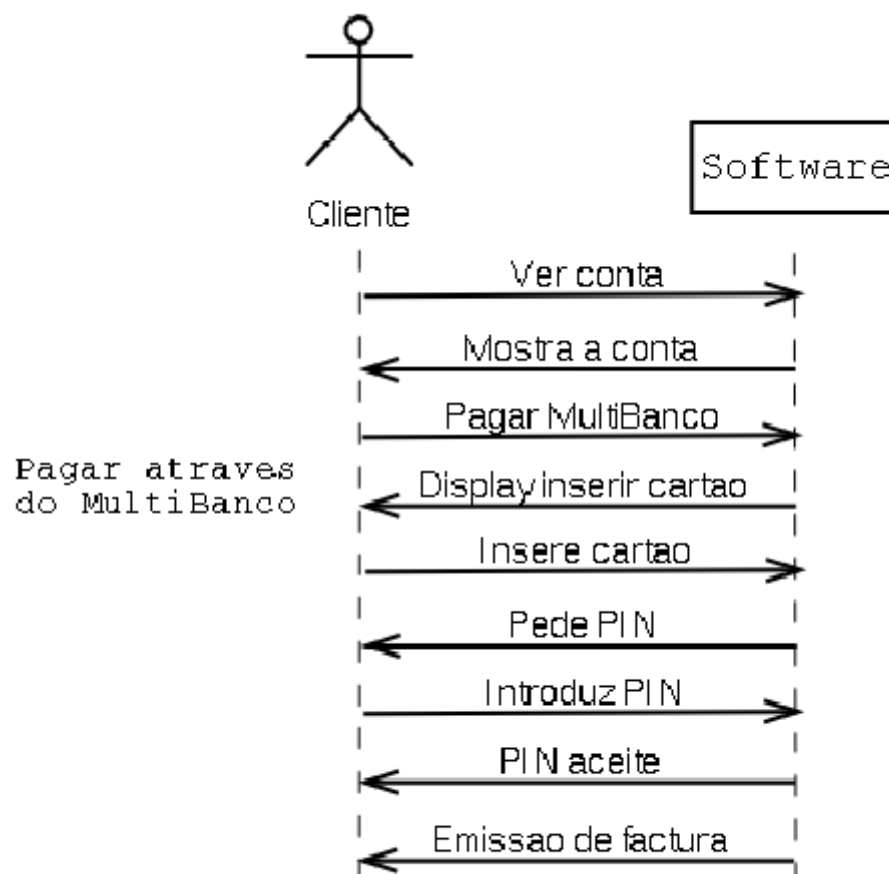 Cliente
Software
Ver conta
Mostra a conta
Pagar MultiBanco
Pagar atraves
do MultiBanco
Display inserir cartao
Insere cartao
Pede PIN
Introduz PIN
PIN aceite
Emissao de factura